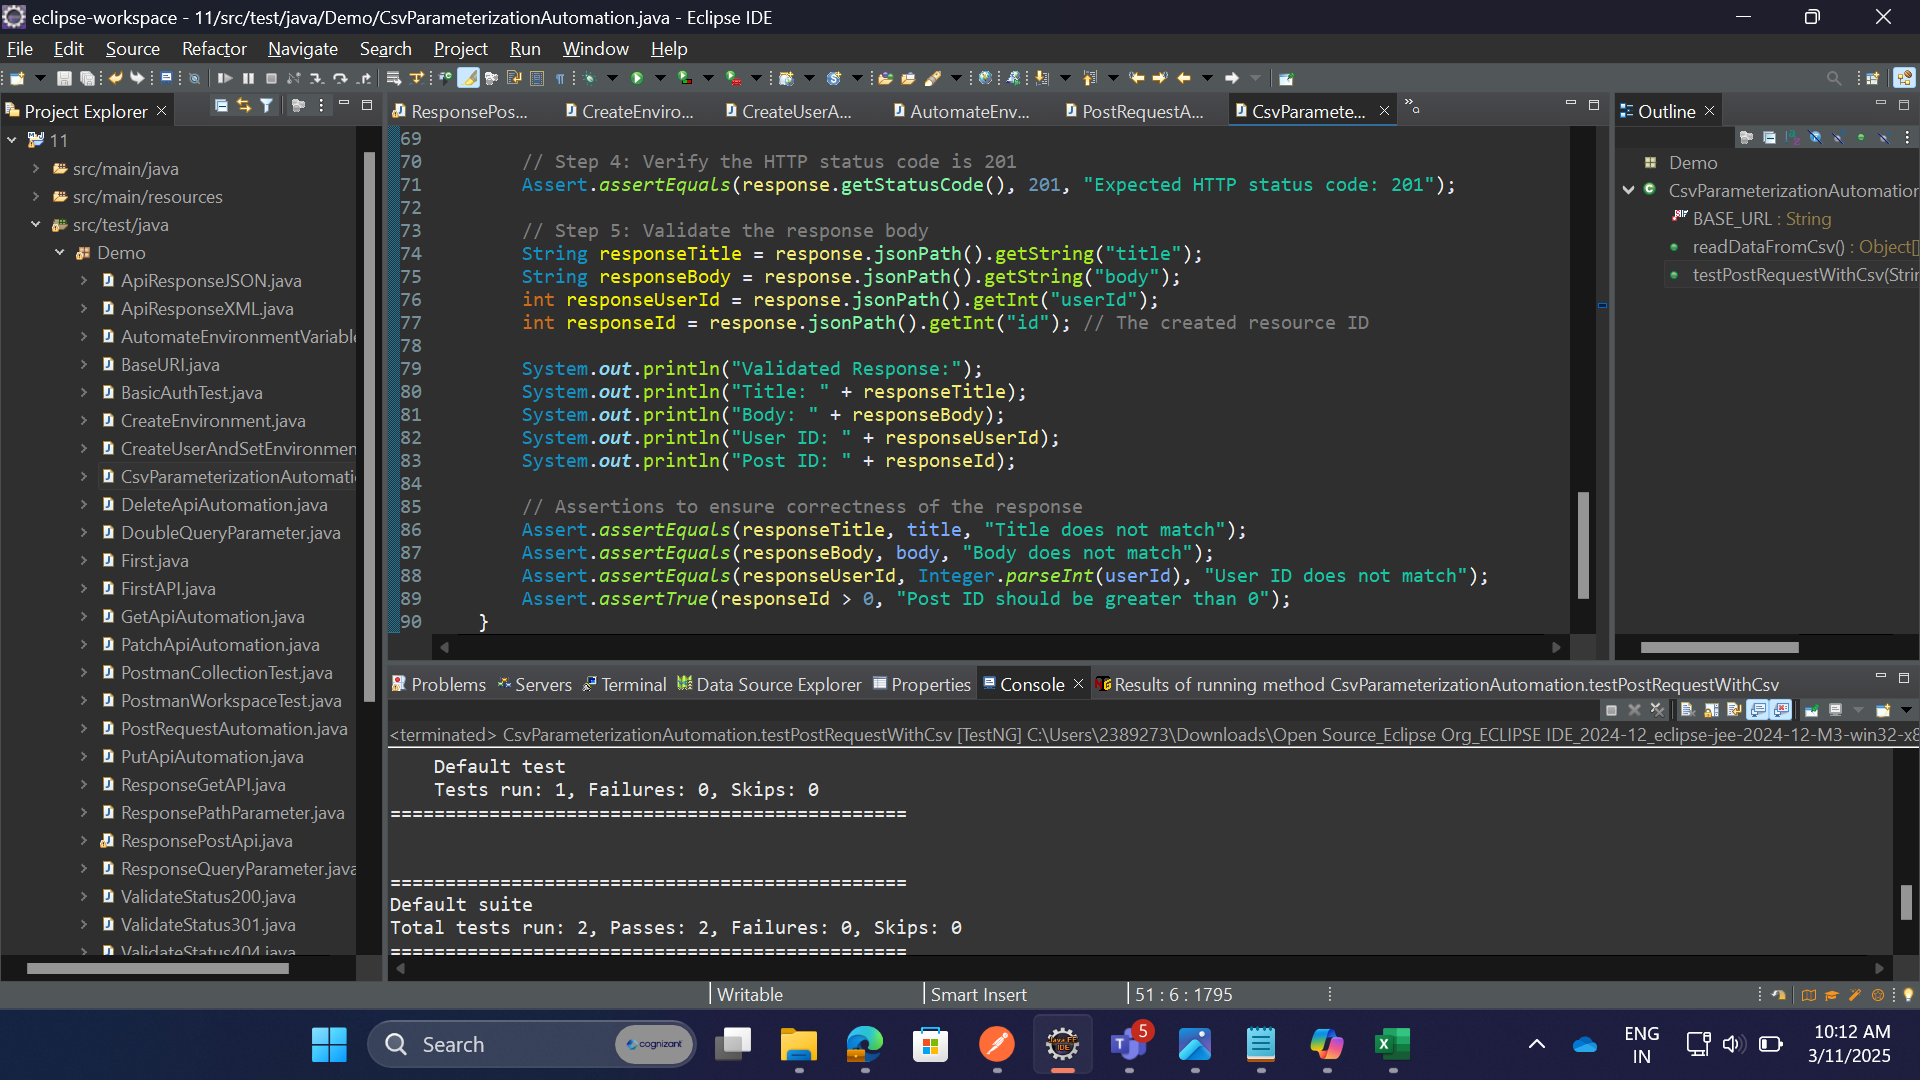 eclipse-workspace - 11/src/test/java/Demo/CsvParameterizationAutomation.java - Eclipse IDE
File Edit Source Refactor Navigate Search Project Run Window Help
Project Explorer
11
src/main/java
src/main/resources
src/test/java
Demo
ApiResponseJSON.java
ApiResponseXML.java
AutomateEnvironmentVariable
BaseURI.java
BasicAuthTest.java
CreateEnvironment.java
CreateUserAndSetEnvironmen
CsvParameterizationAutomati
DeleteApiAutomation.java
DoubleQueryParameter.java
First.java
FirstAPI.java
GetApiAutomation.java
PatchApiAutomation.java
PostmanCollectionTest.java
PostmanWorkspaceTest.java
PostRequestAutomation.java
PutApiAutomation.java
ResponseGetAPI.java
ResponsePathParameter.java
ResponsePostApi.java
ResponseQueryParameter.java
ValidateStatus200.java
ValidateStatus301.java
ValidateStatus404.java
ResponsePos... CreateEnviro... CreateUserA... AutomateEnv... PostRequestA... CsvParamete...
69
70 // Step 4: Verify the HTTP status code is 201
71 Assert.assertEquals(response.getStatusCode(), 201, "Expected HTTP status code: 201");
72
73 // Step 5: Validate the response body
74 String responseTitle = response.jsonPath().getString("title");
75 String responseBody = response.jsonPath().getString("body");
76 int responseUserId = response.jsonPath().getInt("userId");
77 int responseId = response.jsonPath().getInt("id"); // The created resource ID
78
79 System.out.println("Validated Response:");
80 System.out.println("Title: " + responseTitle);
81 System.out.println("Body: " + responseBody);
82 System.out.println("User ID: " + responseUserId);
83 System.out.println("Post ID: " + responseId);
84
85 // Assertions to ensure correctness of the response
86 Assert.assertEquals(responseTitle, title, "Title does not match");
87 Assert.assertEquals(responseBody, body, "Body does not match");
88 Assert.assertEquals(responseUserId, Integer.parseInt(userId), "User ID does not match");
89 Assert.assertTrue(responseId > 0, "Post ID should be greater than 0");
90 }
Outline
Demo
CsvParameterizationAutomation
BASE_URL : String
readDataFromCsv() : Object[]
testPostRequestWithCsv(Strin
Problems Servers Terminal Data Source Explorer Properties Console Results of running method CsvParameterizationAutomation.testPostRequestWithCsv
<terminated> CsvParameterizationAutomation.testPostRequestWithCsv [TestNG] C:\Users\2389273\Downloads\Open Source_Eclipse Org_ECLIPSE IDE_2024-12_eclipse-jee-2024-12-M3-win32-x8
Default test
Tests run: 1, Failures: 0, Skips: 0
===============================================
===============================================
Default suite
Total tests run: 2, Passes: 2, Failures: 0, Skips: 0
===============================================
Writable Smart Insert 51 : 6 : 1795
Search cognizant 5 ENG IN 10:12 AM 3/11/2025